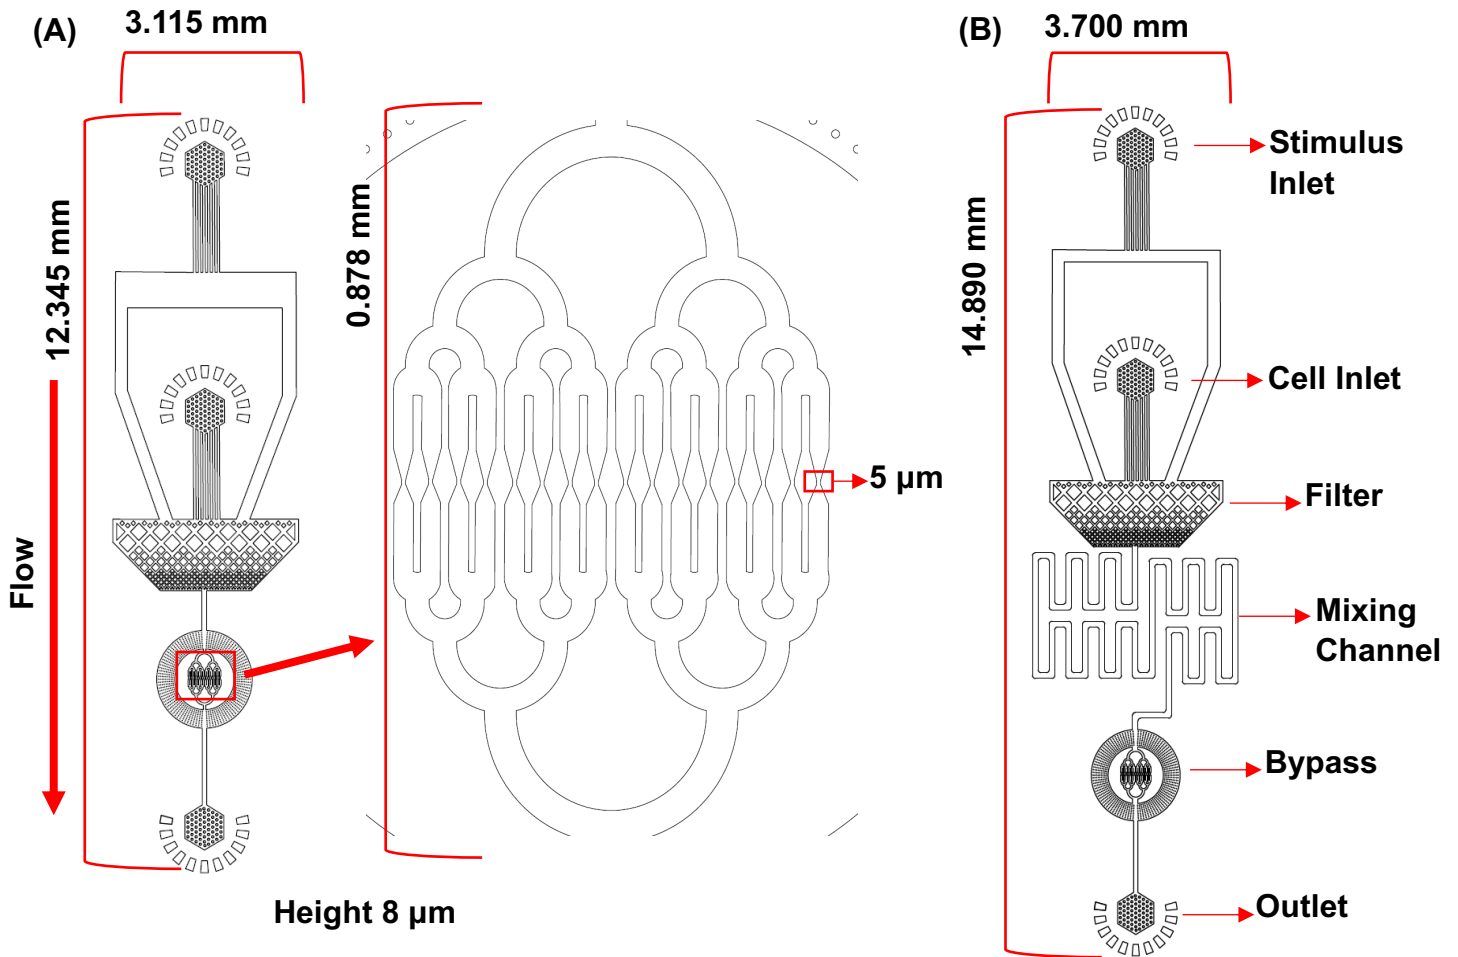 (A)
3.115 mm
12.345 mm
Flow
0.878 mm
5 µm
Height 8 µm
(B)
3.700 mm
14.890 mm
Stimulus
Inlet
Cell Inlet
Filter
Mixing
Channel
Bypass
Outlet